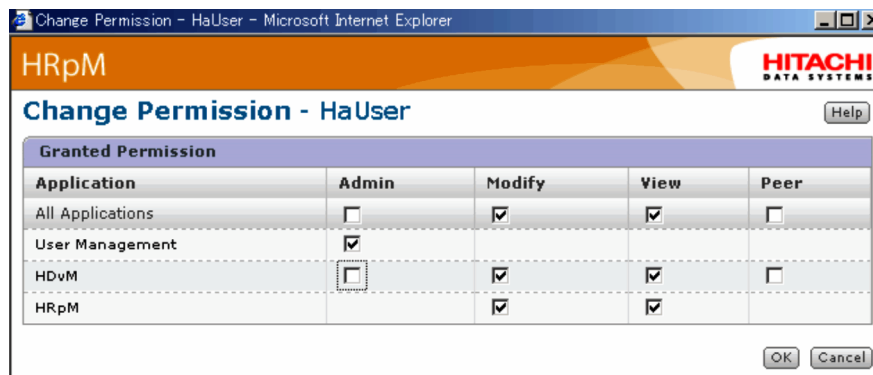 Change Permission - HaUser - Microsoft Internet Explorer
HRpM
HITACHI
DATA SYSTEMS
Change Permission - HaUser
Help
Granted Permission
Application Admin Modify View Peer
All Applications
User Management
HDvM
HRpM
OK Cancel